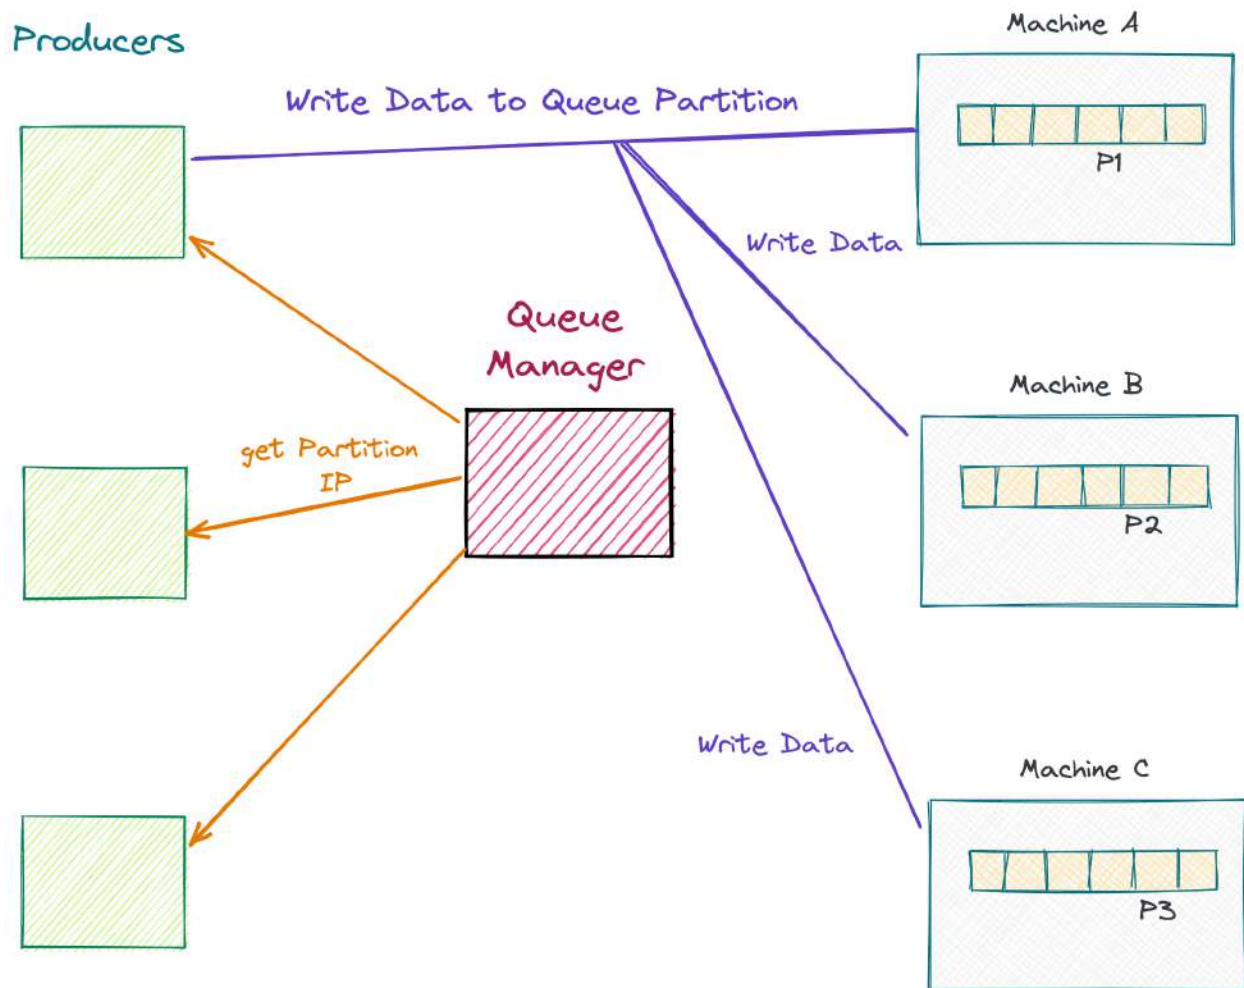 Producers
Machine A
Write Data to Queue Partition
P1
Write Data
Queue
Manager
Machine B
get Partition
IP
P2
Write Data
Machine C
P3